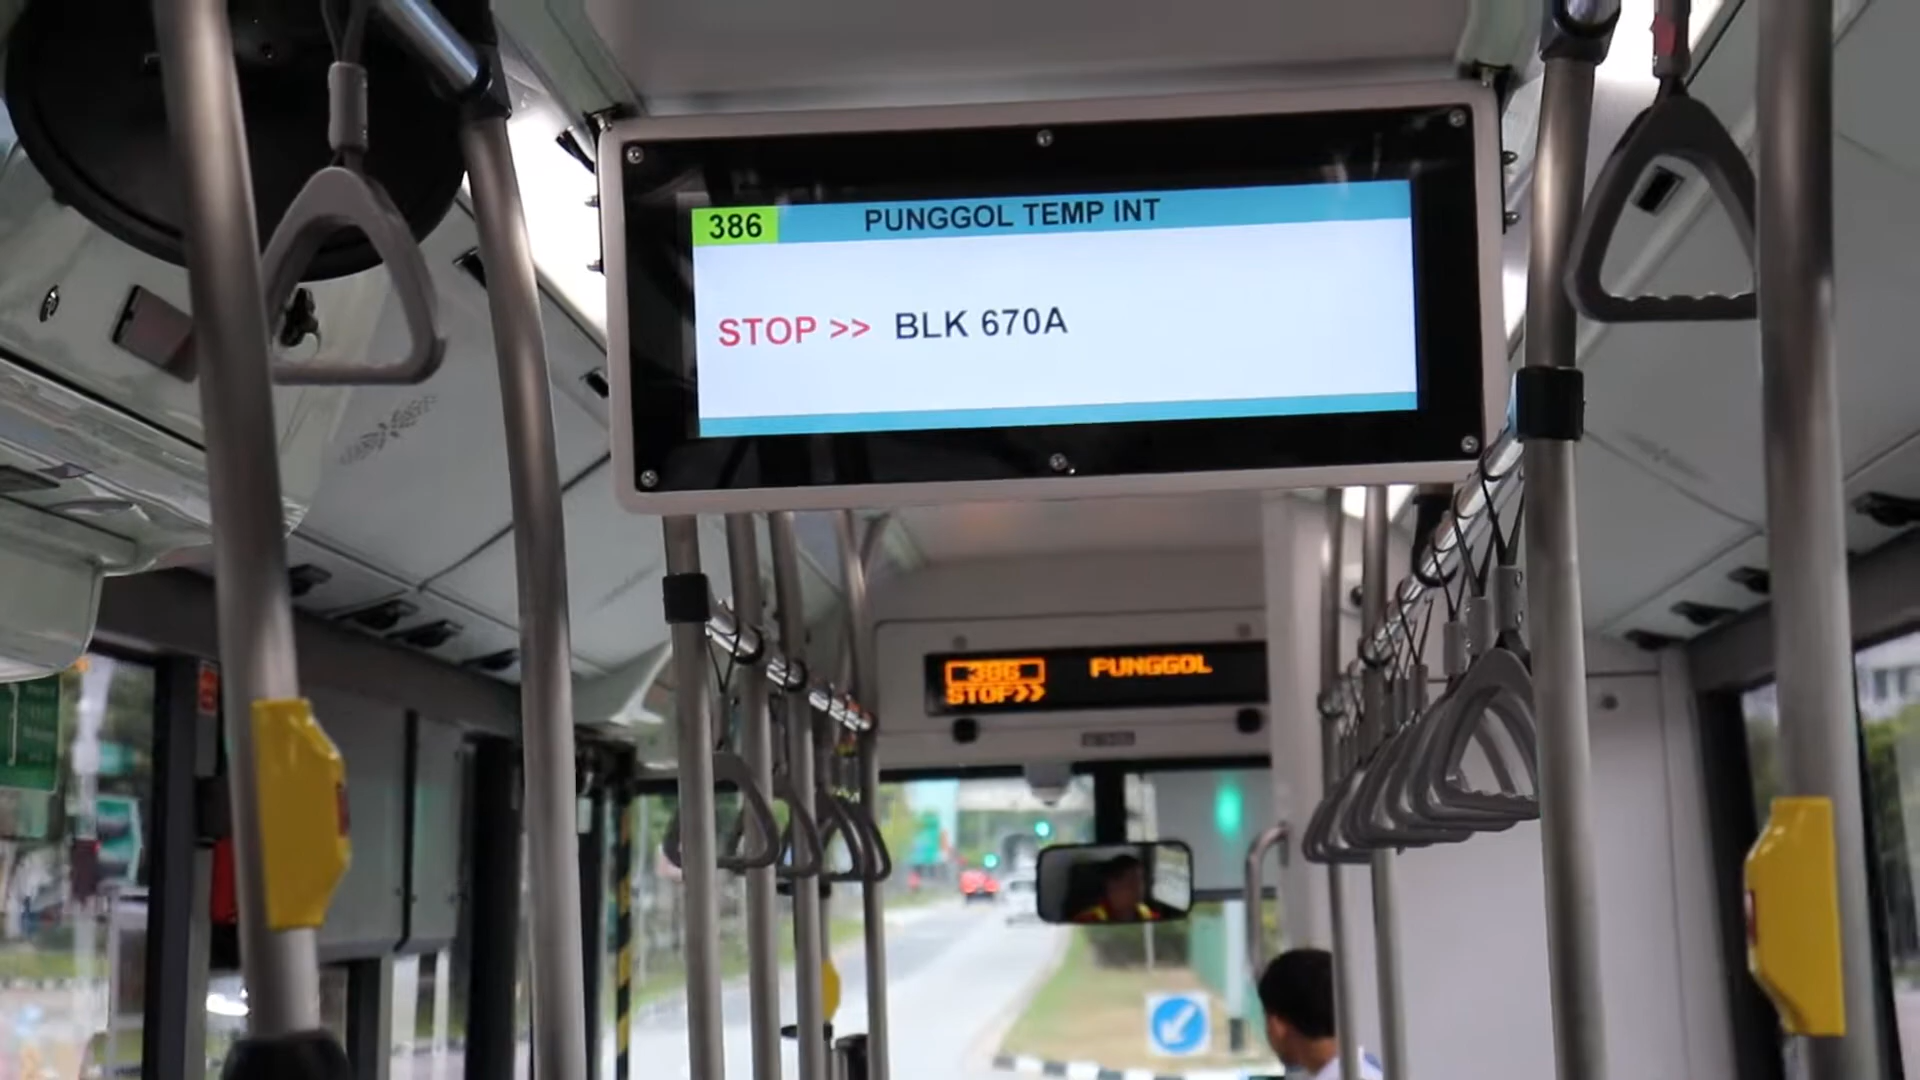 386 PUNGGOL TEMP INT
STOP >> BLK 670A
386 PUNGGOL
STOP>>